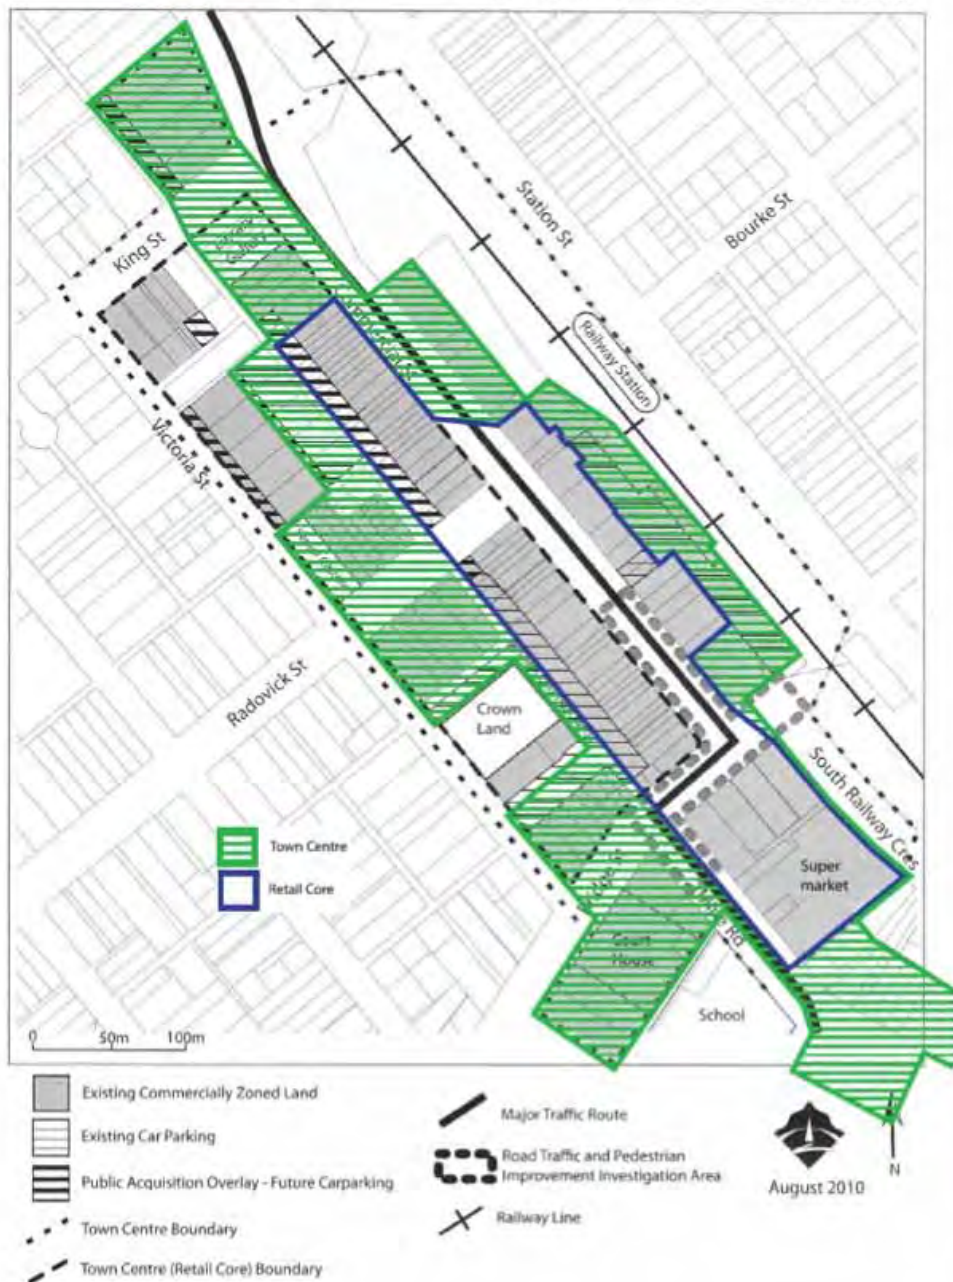 Station St
Bourke St
King St
Railway Station
Victoria St
Radovick St
Crown
Land
South Railway Cres
Super
market
Court
House
School
Town Centre
Retail Core
0 50m 100m
Existing Commercially Zoned Land
Existing Car Parking
Public Acquisition Overlay - Future Carparking
Town Centre Boundary
Town Centre (Retail Core) Boundary
Major Traffic Route
Road Traffic and Pedestrian
Improvement Investigation Area
Railway Line
August 2010
N